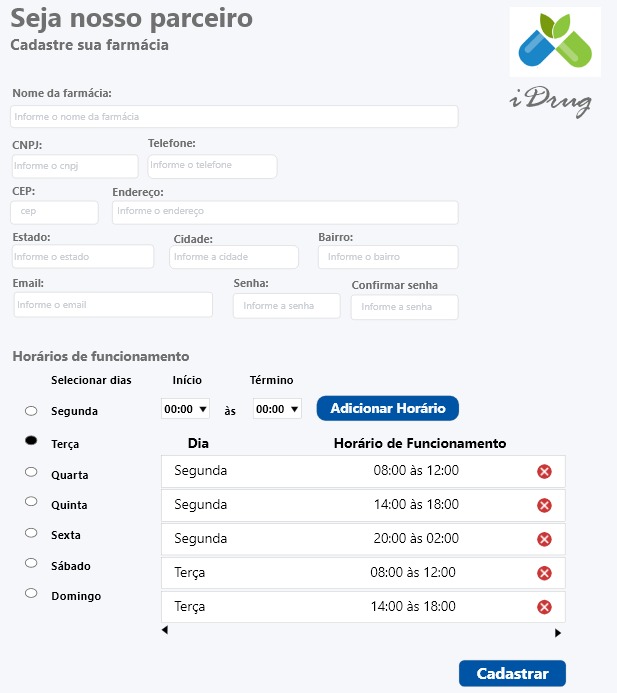 Seja nosso parceiro
Cadastre sua farmácia
iDrug
Nome da farmácia:
Informe o nome da farmácia
CNPJ: Telefone:
Informe o cnpj Informe o telefone
CEP: Endereço:
cep Informe o endereço
Estado: Cidade: Bairro:
Informe o estado Informe a cidade Informe o bairro
Email: Senha: Confirmar senha
Informe o email Informe a senha Informe a senha
Horários de funcionamento
Selecionar dias Início Término
Segunda 00:00 às 00:00 Adicionar Horário
Terça Dia Horário de Funcionamento
Quarta Segunda 08:00 às 12:00
Quinta Segunda 14:00 às 18:00
Sexta Segunda 20:00 às 02:00
Sábado Terça 08:00 às 12:00
Domingo Terça 14:00 às 18:00
Cadastrar